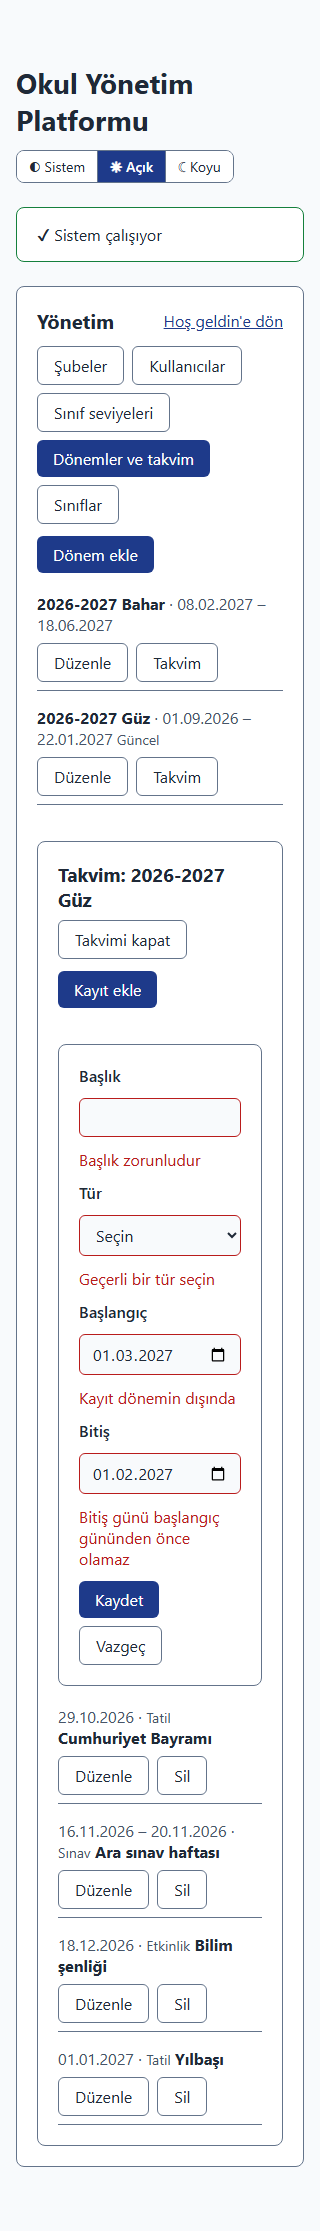 Okul Yönetim
Platformu
Sistem
Açık
Koyu
✓ Sistem çalışıyor
Yönetim
Hoş geldin'e dön
Şubeler
Kullanıcılar
Sınıf seviyeleri
Dönemler ve takvim
Sınıflar
Dönem ekle
2026-2027 Bahar · 08.02.2027 –
18.06.2027
Düzenle
Takvim
2026-2027 Güz · 01.09.2026 –
22.01.2027 Güncel
Düzenle
Takvim
Takvim: 2026-2027
Güz
Takvimi kapat
Kayıt ekle
Başlık
Başlık zorunludur
Tür
Seçin
Geçerli bir tür seçin
Başlangıç
01.03.2027
Kayıt dönemin dışında
Bitiş
01.02.2027
Bitiş günü başlangıç
gününden önce
olamaz
Kaydet
Vazgeç
29.10.2026 · Tatil
Cumhuriyet Bayramı
Düzenle
Sil
16.11.2026 – 20.11.2026 ·
Sınav Ara sınav haftası
Düzenle
Sil
18.12.2026 · Etkinlik Bilim
şenliği
Düzenle
Sil
01.01.2027 · Tatil Yılbaşı
Düzenle
Sil